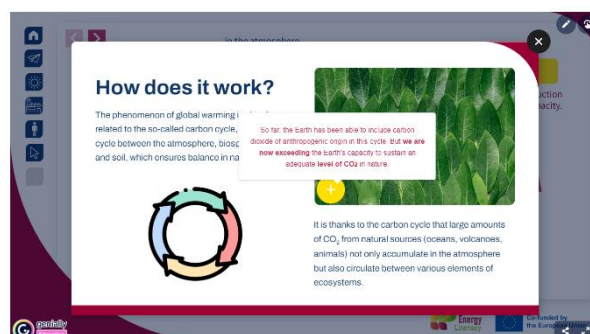 in the atmosphere
How does it work?
The phenomenon of global warming is
related to the so-called carbon cycle,
cycle between the atmosphere,
and soil, which ensures balance in
So far, the Earth has been able to include carbon
dioxide of anthropogenic origin in this cycle. But we are
now exceeding the Earth's capacity to sustain an
adequate level of CO₂ in nature.
It is thanks to the carbon cycle that large amounts
of CO₂ from natural sources (oceans, volcanoes,
animals) not only accumulate in the atmosphere
but also circulate between various elements of
ecosystems.
genially
Energy
Literacy
Co-funded by
the European Union